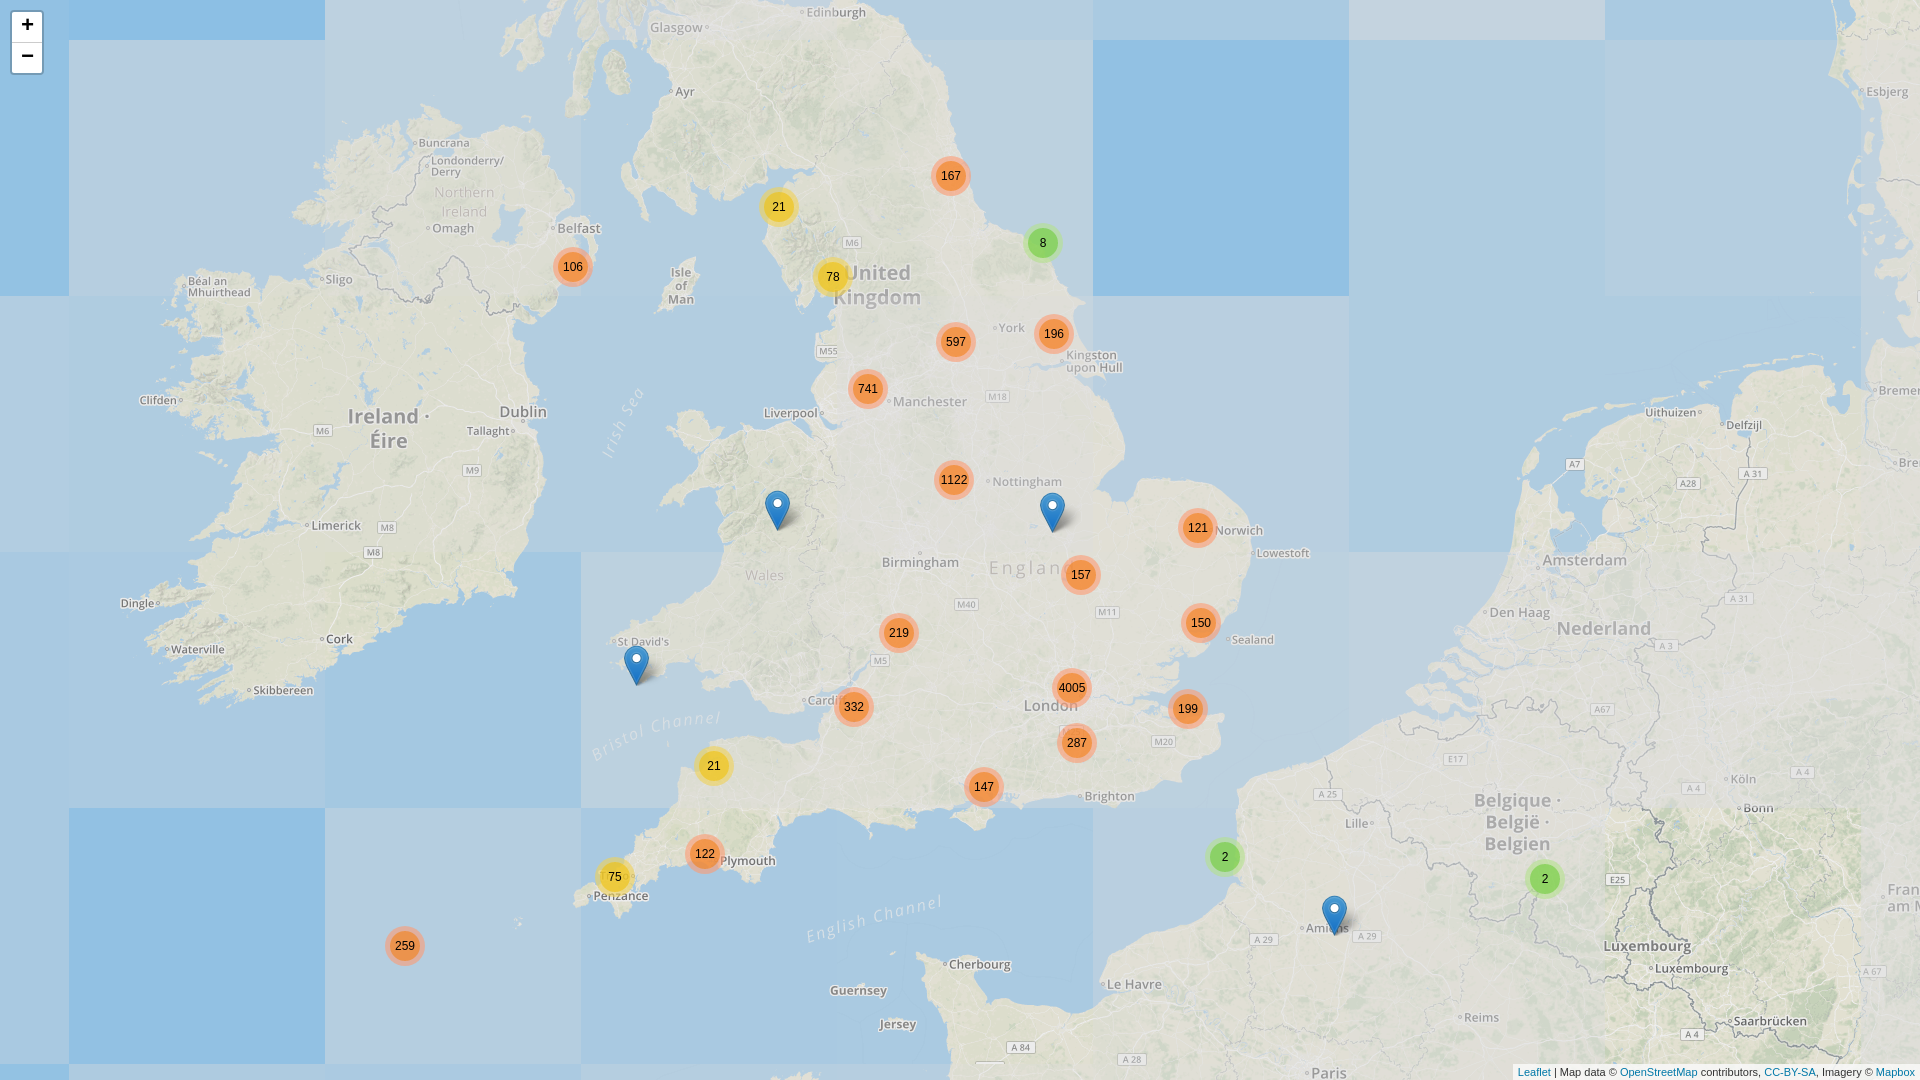 +
−
Edinburgh
Glasgow
Ayr
Esbjerg
Buncrana
Londonderry/
Derry
Northern
Ireland
Omagh
Belfast
167
21
M6
8
106
78
United
Kingdom
Isle
of
Man
Sligo
Béal an
Mhuirthead
York
597
196
Kingston
upon Hull
M55
741
Manchester
M18
Liverpool
Irish Sea
Clifden
Ireland ·
Éire
Dublin
Tallaght
M6
M9
Uithuizen
Delfzijl
A7
A 31
A28
1122
Nottingham
Limerick
M8
M8
121
Norwich
Lowestoft
Birmingham
Wales
157
M40
M11
Amsterdam
Den Haag
A 31
Nederland
A 3
Dingle
Waterville
Cork
Skibbereen
St David's
219
M5
150
Sealand
4005
London
332
199
287
M20
A67
E17
Bristol Channel
21
147
Brighton
A 25
Lille
Belgique ·
België ·
Belgien
Köln
A 4
A 4
Bonn
122
Plymouth
75
Penzance
2
2
E25
English Channel
259
Amiens
A 29
A 29
Luxembourg
Luxembourg
A 67
Cherbourg
Guernsey
Jersey
Le Havre
Reims
Saarbrücken
A 4
A 84
A 28
Paris
Leaflet | Map data © OpenStreetMap contributors, CC-BY-SA, Imagery © Mapbox